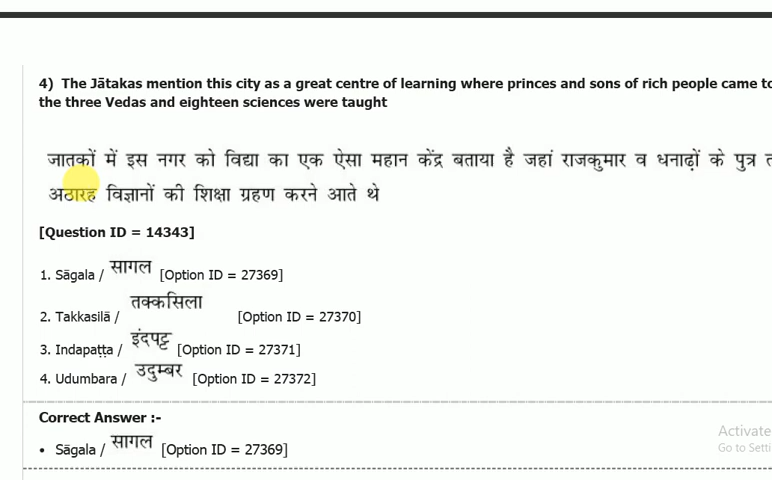 4) The Jātakas mention this city as a great centre of learning where princes and sons of rich people came to
the three Vedas and eighteen sciences were taught
जातकों में इस नगर को विद्या का एक ऐसा महान केंद्र बताया है जहां राजकुमार व धनाढ़ों के पुत्र
अठारह विज्ञानों की शिक्षा ग्रहण करने आते थे
[Question ID = 14343]
1. Sāgala / सागल [Option ID = 27369]
2. Takkasilā / तक्कसिला [Option ID = 27370]
3. Indapaṭṭa / इंदपट्ट [Option ID = 27371]
4. Udumbara / उदुम्बर [Option ID = 27372]
Correct Answer :-
• Sāgala / सागल [Option ID = 27369]
Activate
Go to Setti